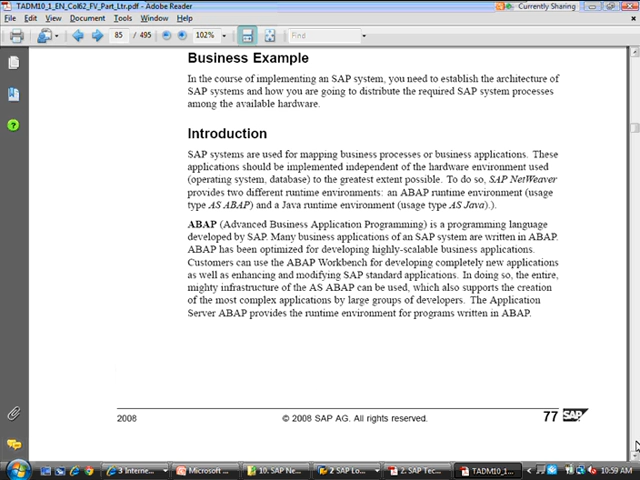 TADM10_1_EN_Col62_FV_Part_Ltr.pdf - Adobe Reader
Currently Sharing
File Edit View Document Tools Window Help
85 / 495 102% Find
Business Example
In the course of implementing an SAP system, you need to establish the architecture of
SAP systems and how you are going to distribute the required SAP system processes
among the available hardware.
Introduction
SAP systems are used for mapping business processes or business applications. These
applications should be implemented independent of the hardware environment used
(operating system, database) to the greatest extent possible. To do so, SAP NetWeaver
provides two different runtime environments: an ABAP runtime environment (usage
type AS ABAP) and a Java runtime environment (usage type AS Java).).
ABAP (Advanced Business Application Programming) is a programming language
developed by SAP. Many business applications of an SAP system are written in ABAP.
ABAP has been optimized for developing highly-scalable business applications.
Customers can use the ABAP Workbench for developing completely new applications
as well as enhancing and modifying SAP standard applications. In doing so, the entire,
mighty infrastructure of the AS ABAP can be used, which also supports the creation
of the most complex applications by large groups of developers. The Application
Server ABAP provides the runtime environment for programs written in ABAP.
2008 © 2008 SAP AG. All rights reserved. 77 SAP
3 Interne... Microsoft ... 10. SAP Ne... 2 SAP Lo... 2. SAP Tec... TADM10_1... 10:59 AM